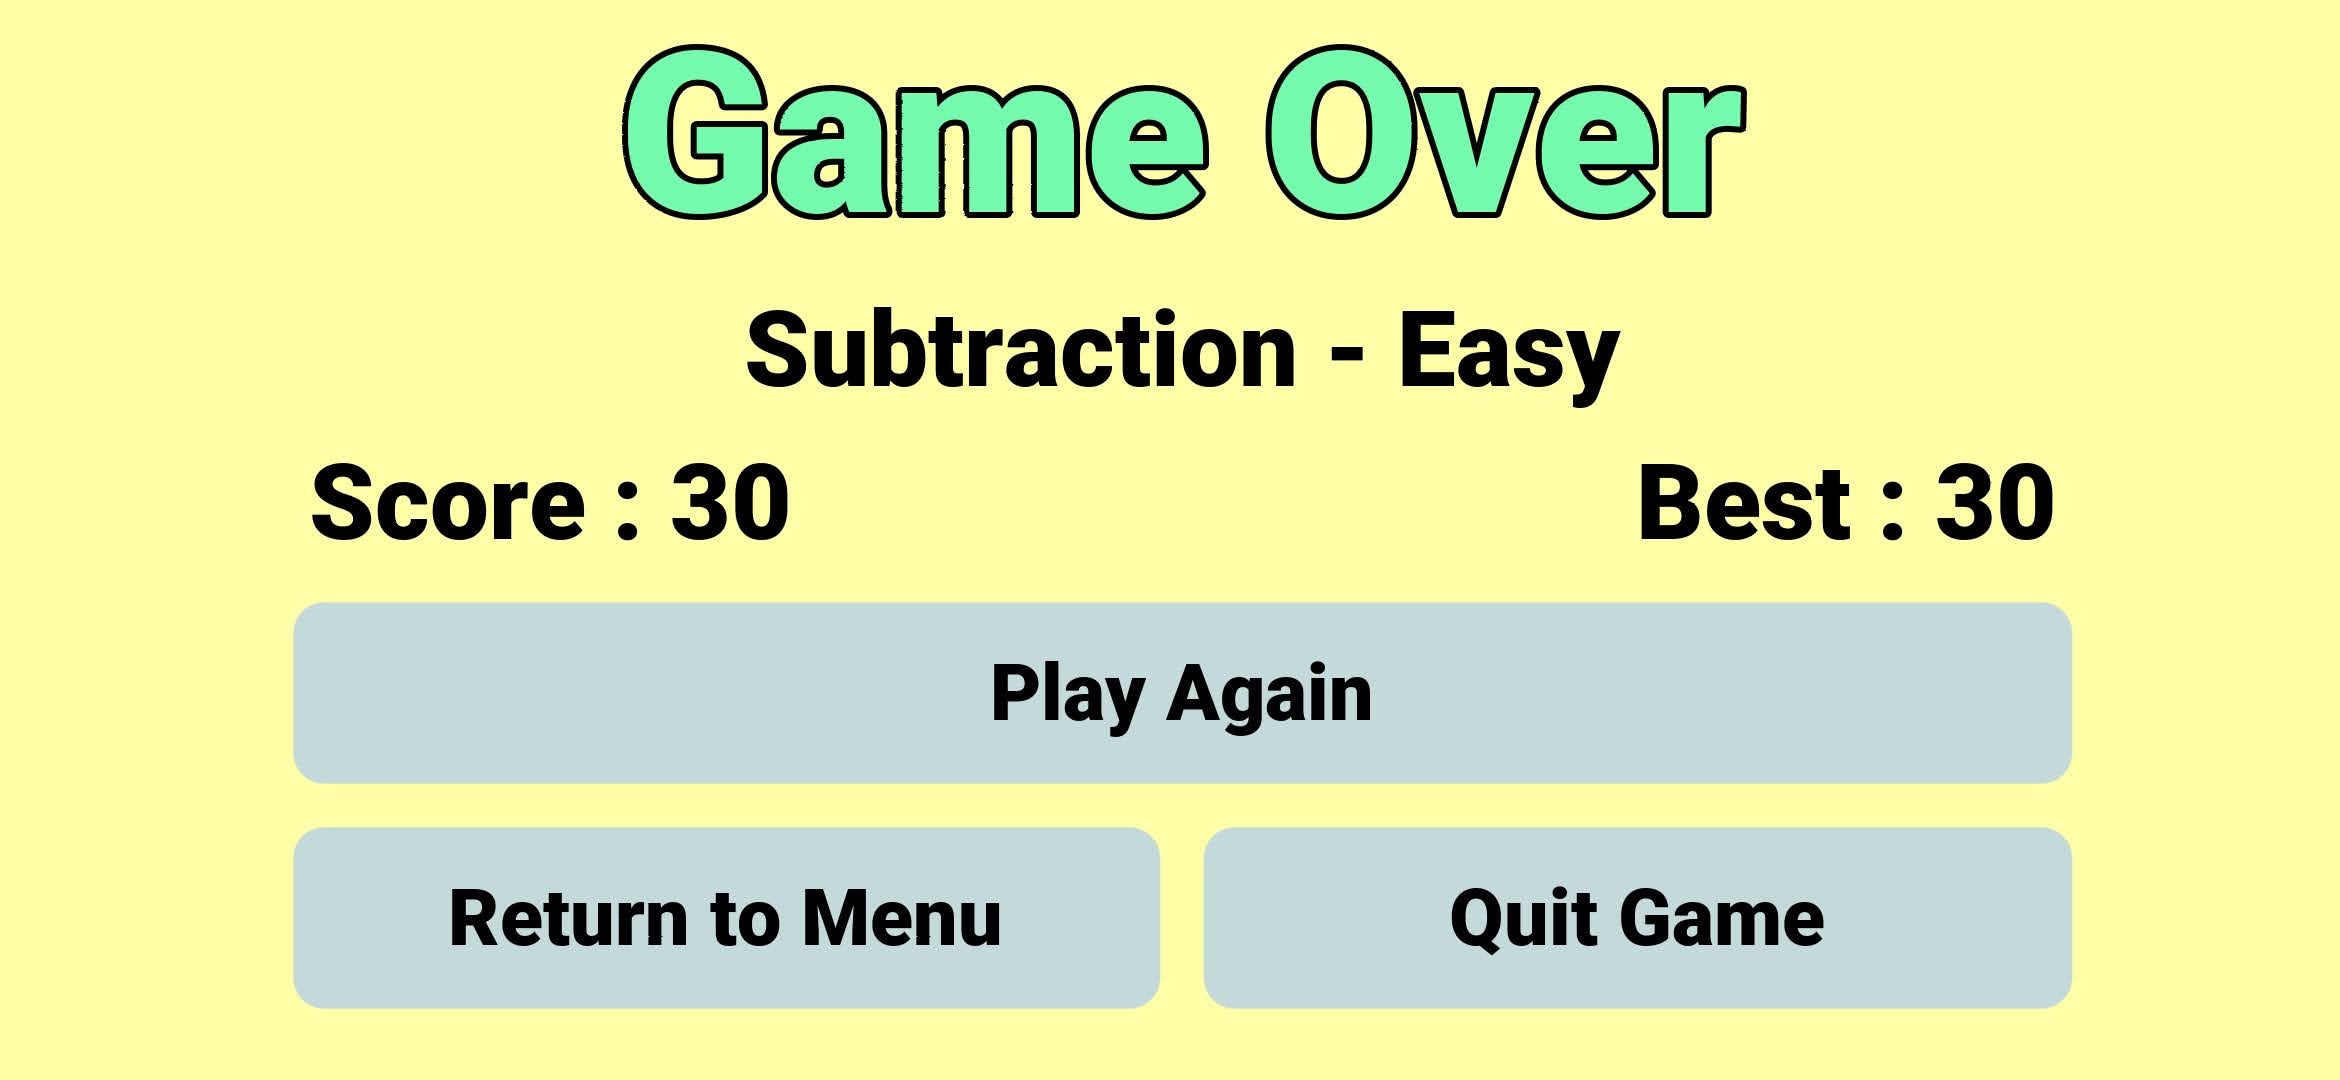 Game Over
Subtraction - Easy
Score : 30
Best : 30
Play Again
Return to Menu
Quit Game